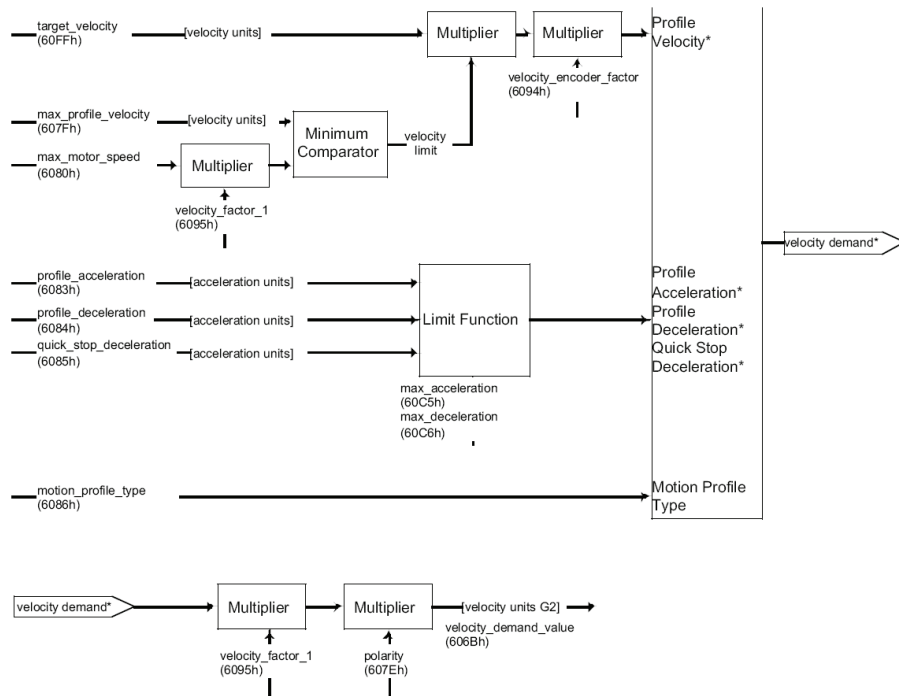 target_velocity
(60FFh)
[velocity units]
Multiplier
Multiplier
Profile
Velocity*
velocity_encoder_factor
(6094h)
max_profile_velocity
(607Fh)
[velocity units]
Minimum
Comparator
velocity
limit
max_motor_speed
(6080h)
Multiplier
velocity_factor_1
(6095h)
velocity demand*
profile_acceleration
(6083h)
[acceleration units]
profile_deceleration
(6084h)
[acceleration units]
quick_stop_deceleration
(6085h)
[acceleration units]
Limit Function
Profile
Acceleration*
Profile
Deceleration*
Quick Stop
Deceleration*
max_acceleration
(60C5h)
max_deceleration
(60C6h)
motion_profile_type
(6086h)
Motion Profile
Type
velocity demand*
Multiplier
Multiplier
[velocity units G2]
velocity_demand_value
(606Bh)
velocity_factor_1
(6095h)
polarity
(607Eh)